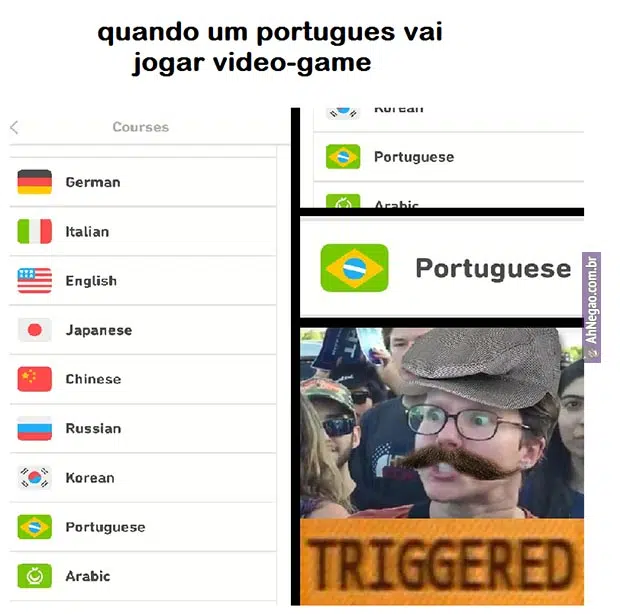 quando um portugues vai
jogar video-game
Courses
German
Italian
English
Japanese
Chinese
Russian
Korean
Portuguese
Arabic
Korean
Portuguese
Arabic
Portuguese
AhNegao.com.br
TRIGGERED